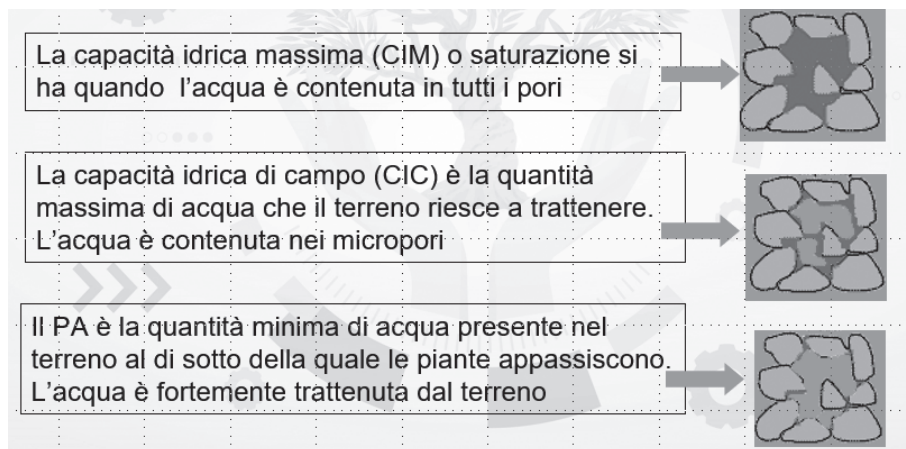 La capacità idrica massima (CIM) o saturazione si
ha quando l'acqua è contenuta in tutti i pori
La capacità idrica di campo (CIC) è la quantità
massima di acqua che il terreno riesce a trattenere.
L'acqua è contenuta nei micropori
Il PA è la quantità minima di acqua presente nel
terreno al di sotto della quale le piante appassiscono.
L'acqua è fortemente trattenuta dal terreno